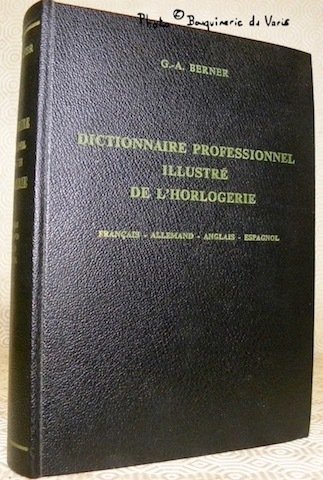 Photo © Bouquinerie du Varis
G.-A. BERNER
DICTIONNAIRE PROFESSIONNEL
ILLUSTRÉ
DE L'HORLOGERIE
FRANÇAIS - ALLEMAND - ANGLAIS - ESPAGNOL